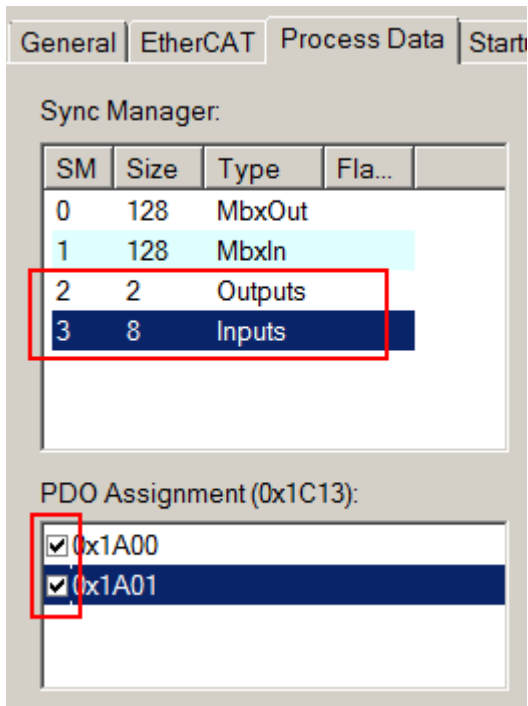 General EtherCAT Process Data Startu
Sync Manager:
SM Size Type Fla...
0 128 MbxOut
1 128 MbxIn
2 2 Outputs
3 8 Inputs
PDO Assignment (0x1C13):
0x1A00
0x1A01